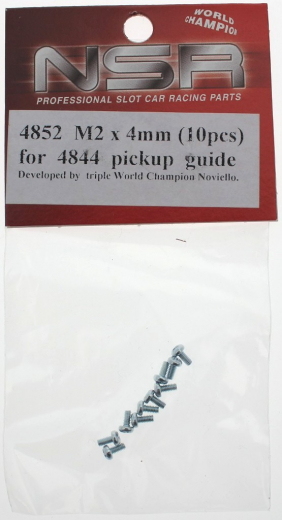 WORLD
CHAMPION
NSR
PROFESSIONAL SLOT CAR RACING PARTS
4852 M2 x 4mm (10pcs)
for 4844 pickup guide
Developed by triple World Champion Noviello.